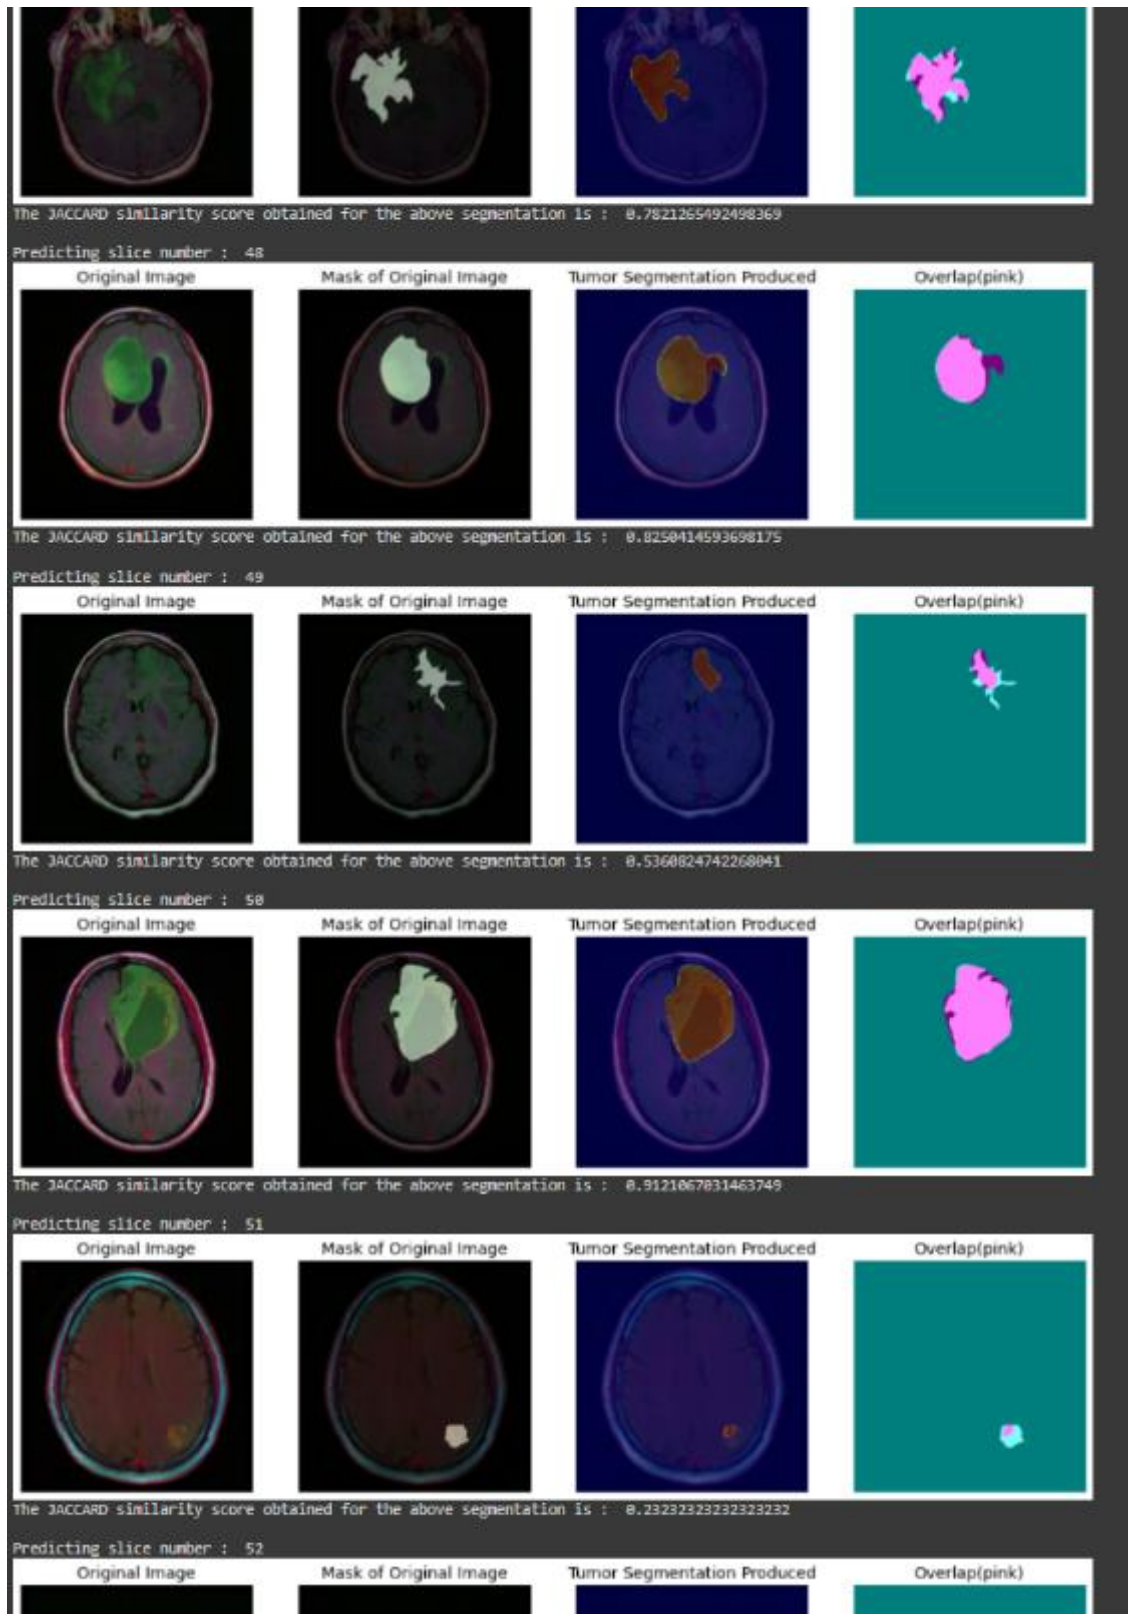 The JACCARD similarity score obtained for the above segmentation is :  0.7821265492498369
Predicting slice number :  48
Original Image Mask of Original Image Tumor Segmentation Produced Overlap(pink)
The JACCARD similarity score obtained for the above segmentation is :  0.8250414593698175
Predicting slice number :  49
Original Image Mask of Original Image Tumor Segmentation Produced Overlap(pink)
The JACCARD similarity score obtained for the above segmentation is :  0.5360824742268041
Predicting slice number :  50
Original Image Mask of Original Image Tumor Segmentation Produced Overlap(pink)
The JACCARD similarity score obtained for the above segmentation is :  0.9121067031463749
Predicting slice number :  51
Original Image Mask of Original Image Tumor Segmentation Produced Overlap(pink)
The JACCARD similarity score obtained for the above segmentation is :  0.23232323232323232
Predicting slice number :  52
Original Image Mask of Original Image Tumor Segmentation Produced Overlap(pink)